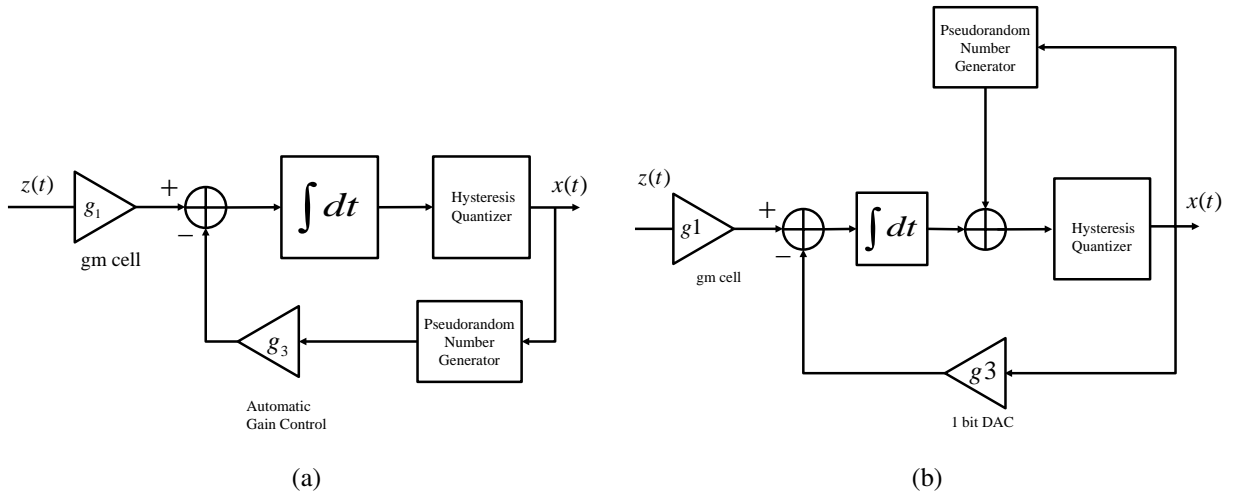 z(t)
g₁
gm cell
+
−
∫ dt
Hysteresis
Quantizer
x(t)
g₃
Pseudorandom
Number
Generator
Automatic
Gain Control
(a)
Pseudorandom
Number
Generator
z(t)
g1
gm cell
+
−
∫ dt
Hysteresis
Quantizer
x(t)
g3
1 bit DAC
(b)